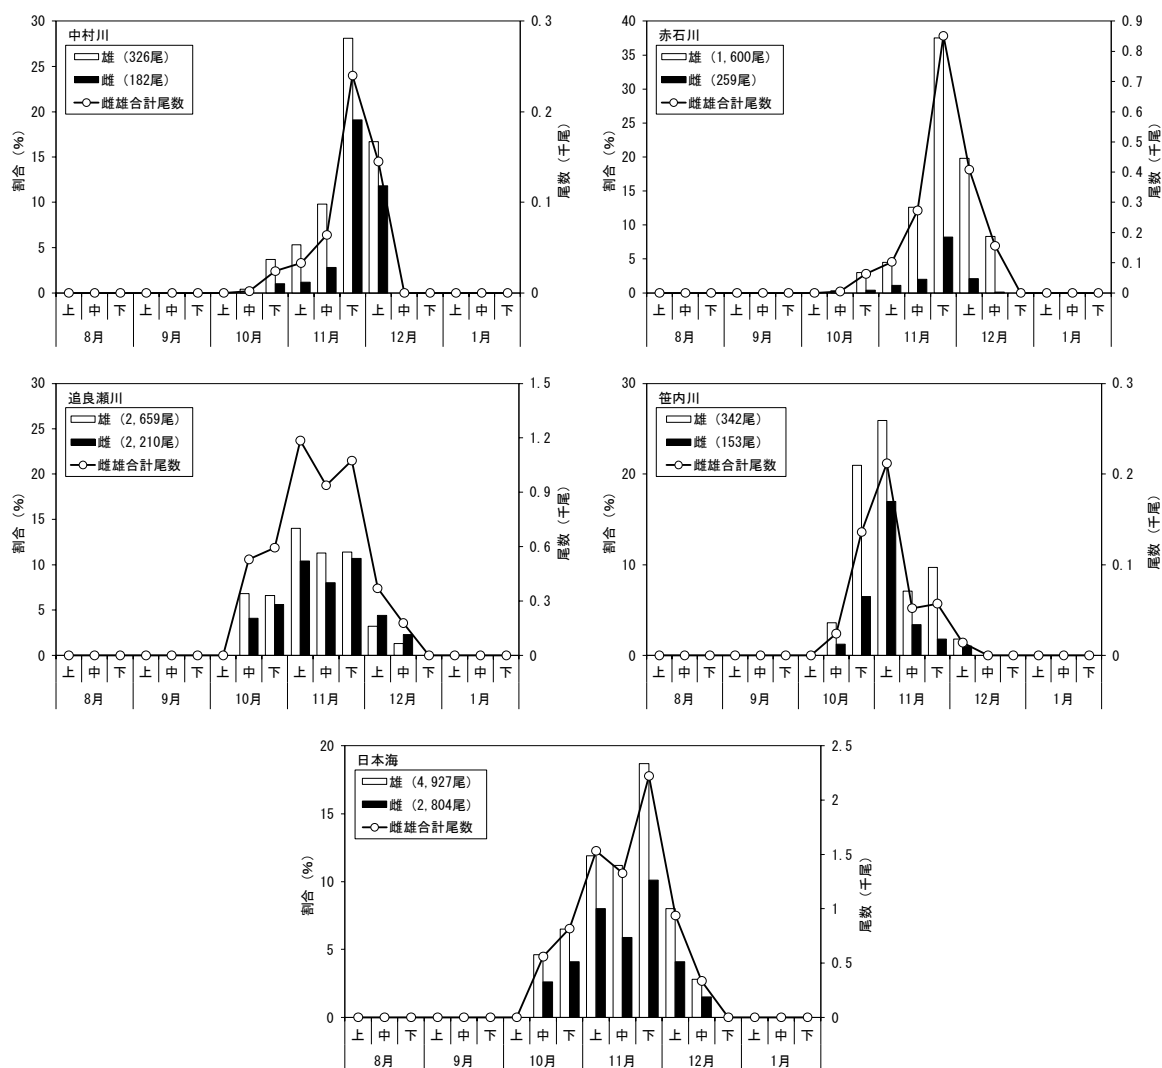 中村川
雄（326尾）
雌（182尾）
雌雄合計尾数
割合（%）
30
25
20
15
10
5
0
尾数（千尾）
0.3
0.2
0.1
0
上 中 下 上 中 下 上 中 下 上 中 下 上 中 下 上 中 下
8月 9月 10月 11月 12月 1月
赤石川
雄（1,600尾）
雌（259尾）
雌雄合計尾数
割合（%）
40
35
30
25
20
15
10
5
0
尾数（千尾）
0.9
0.8
0.7
0.6
0.5
0.4
0.3
0.2
0.1
0
上 中 下 上 中 下 上 中 下 上 中 下 上 中 下 上 中 下
8月 9月 10月 11月 12月 1月
追良瀬川
雄（2,659尾）
雌（2,210尾）
雌雄合計尾数
割合（%）
30
25
20
15
10
5
0
尾数（千尾）
1.5
1.2
0.9
0.6
0.3
0
上 中 下 上 中 下 上 中 下 上 中 下 上 中 下 上 中 下
8月 9月 10月 11月 12月 1月
笹内川
雄（342尾）
雌（153尾）
雌雄合計尾数
割合（%）
30
20
10
0
尾数（千尾）
0.3
0.2
0.1
0
上 中 下 上 中 下 上 中 下 上 中 下 上 中 下 上 中 下
8月 9月 10月 11月 12月 1月
日本海
雄（4,927尾）
雌（2,804尾）
雌雄合計尾数
割合（%）
20
15
10
5
0
尾数（千尾）
2.5
2
1.5
1
0.5
0
上 中 下 上 中 下 上 中 下 上 中 下 上 中 下 上 中 下
8月 9月 10月 11月 12月 1月